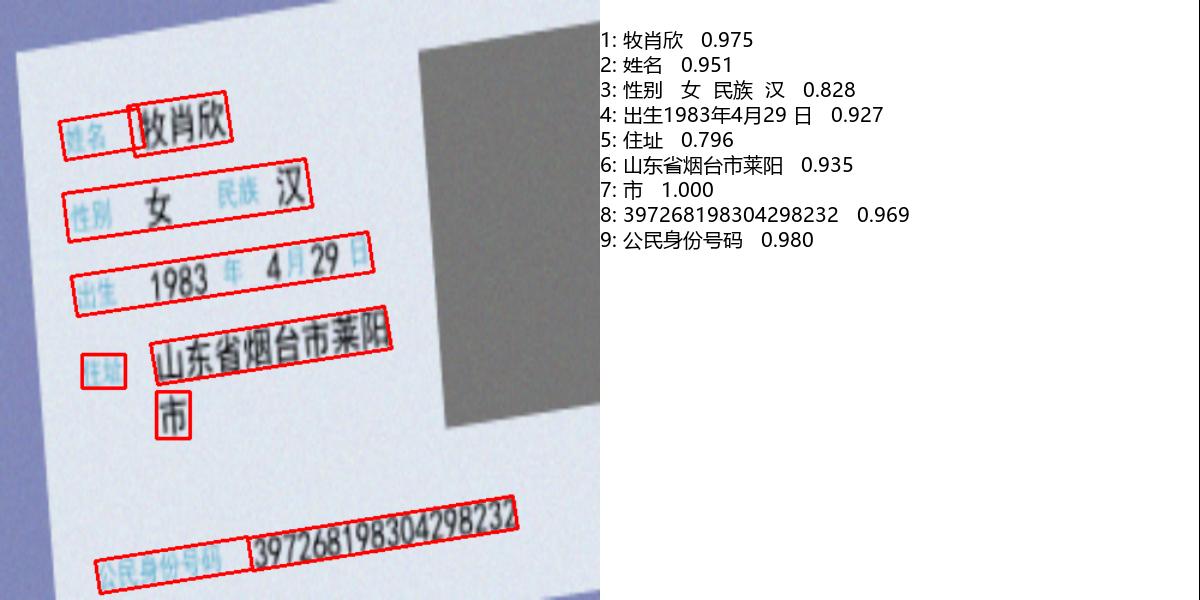 姓名 牧肖欣
性别 女 民族 汉
出生 1983 年 4 月 29 日
住址 山东省烟台市莱阳
市
公民身份号码 397268198304298232
1: 牧肖欣 0.975
2: 姓名 0.951
3: 性别 女 民族 汉 0.828
4: 出生1983年4月29 日 0.927
5: 住址 0.796
6: 山东省烟台市莱阳 0.935
7: 市 1.000
8: 397268198304298232 0.969
9: 公民身份号码 0.980